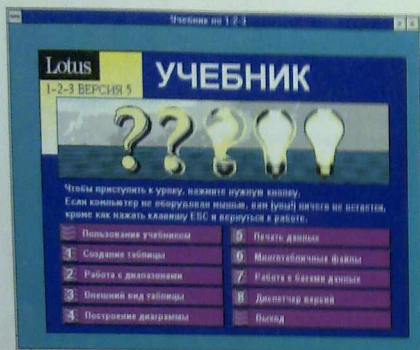 Учебник по 1-2-3
Lotus
1-2-3 ВЕРСИЯ 5
УЧЕБНИК
Чтобы приступить к уроку, нажмите нужную кнопку.
Если компьютер не оборудован мышью, вам (увы!) ничего не остается,
кроме как нажать клавишу ESC и вернуться к работе.
Пользование учебником
1 Создание таблицы
2 Работа с диапазонами
3 Внешний вид таблицы
4 Построение диаграммы
5 Печать данных
6 Многотабличные файлы
7 Работа с базами данных
8 Диспетчер версий
Выход